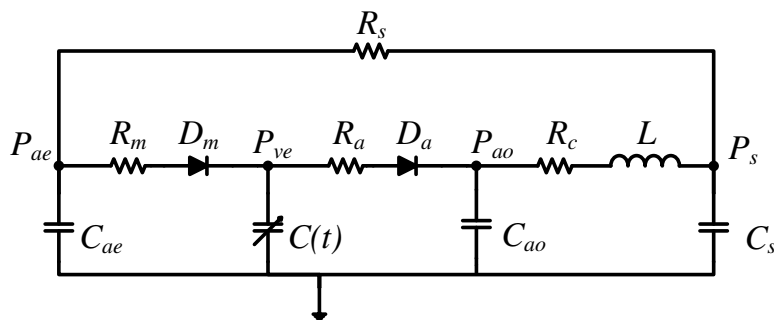 R_s
R_m D_m P_ve R_a D_a P_ao R_c L
P_ae P_s
C_ae C(t) C_ao C_s